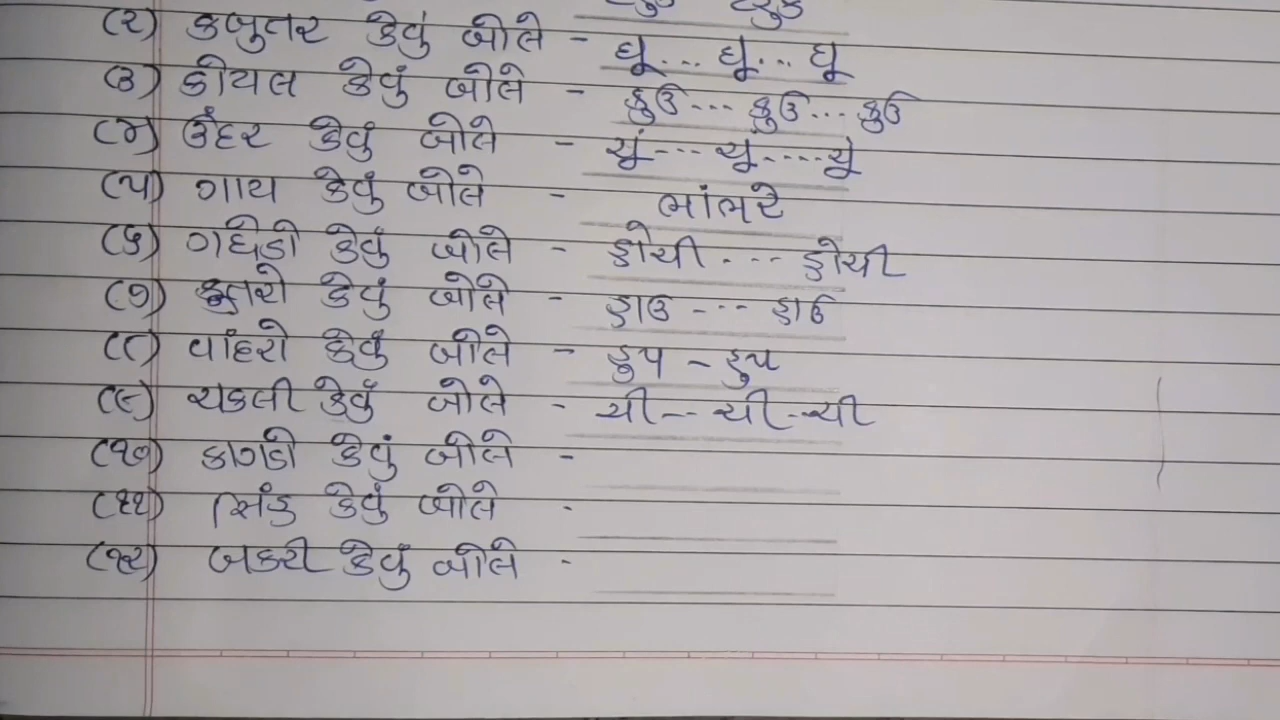 (૨) કબુતર કેવું બોલે - ઘૂ... ઘૂ... ઘૂ
(૩) કોયલ કેવું બોલે - કુઉ... કુઉ... કુઉ
(૪) ઉંદર કેવું બોલે - ચૂં... ચૂં.... ચૂં
(૫) ગાય કેવું બોલે - ભાંભરે
(૬) ગધેડો કેવું બોલે - હોંચી... હોંચી
(૭) કુતરો કેવું બોલે - હાઉ --- હાઉ
(૮) વાંદરો કેવું બોલે - હુપ - હુપ
(૯) ચકલી કેવું બોલે - ચી-- ચી--ચી
(૧૦) કાગડો કેવું બોલે -
(૧૧) સિંહ કેવું બોલે -
(૧૨) બકરી કેવું બોલે -